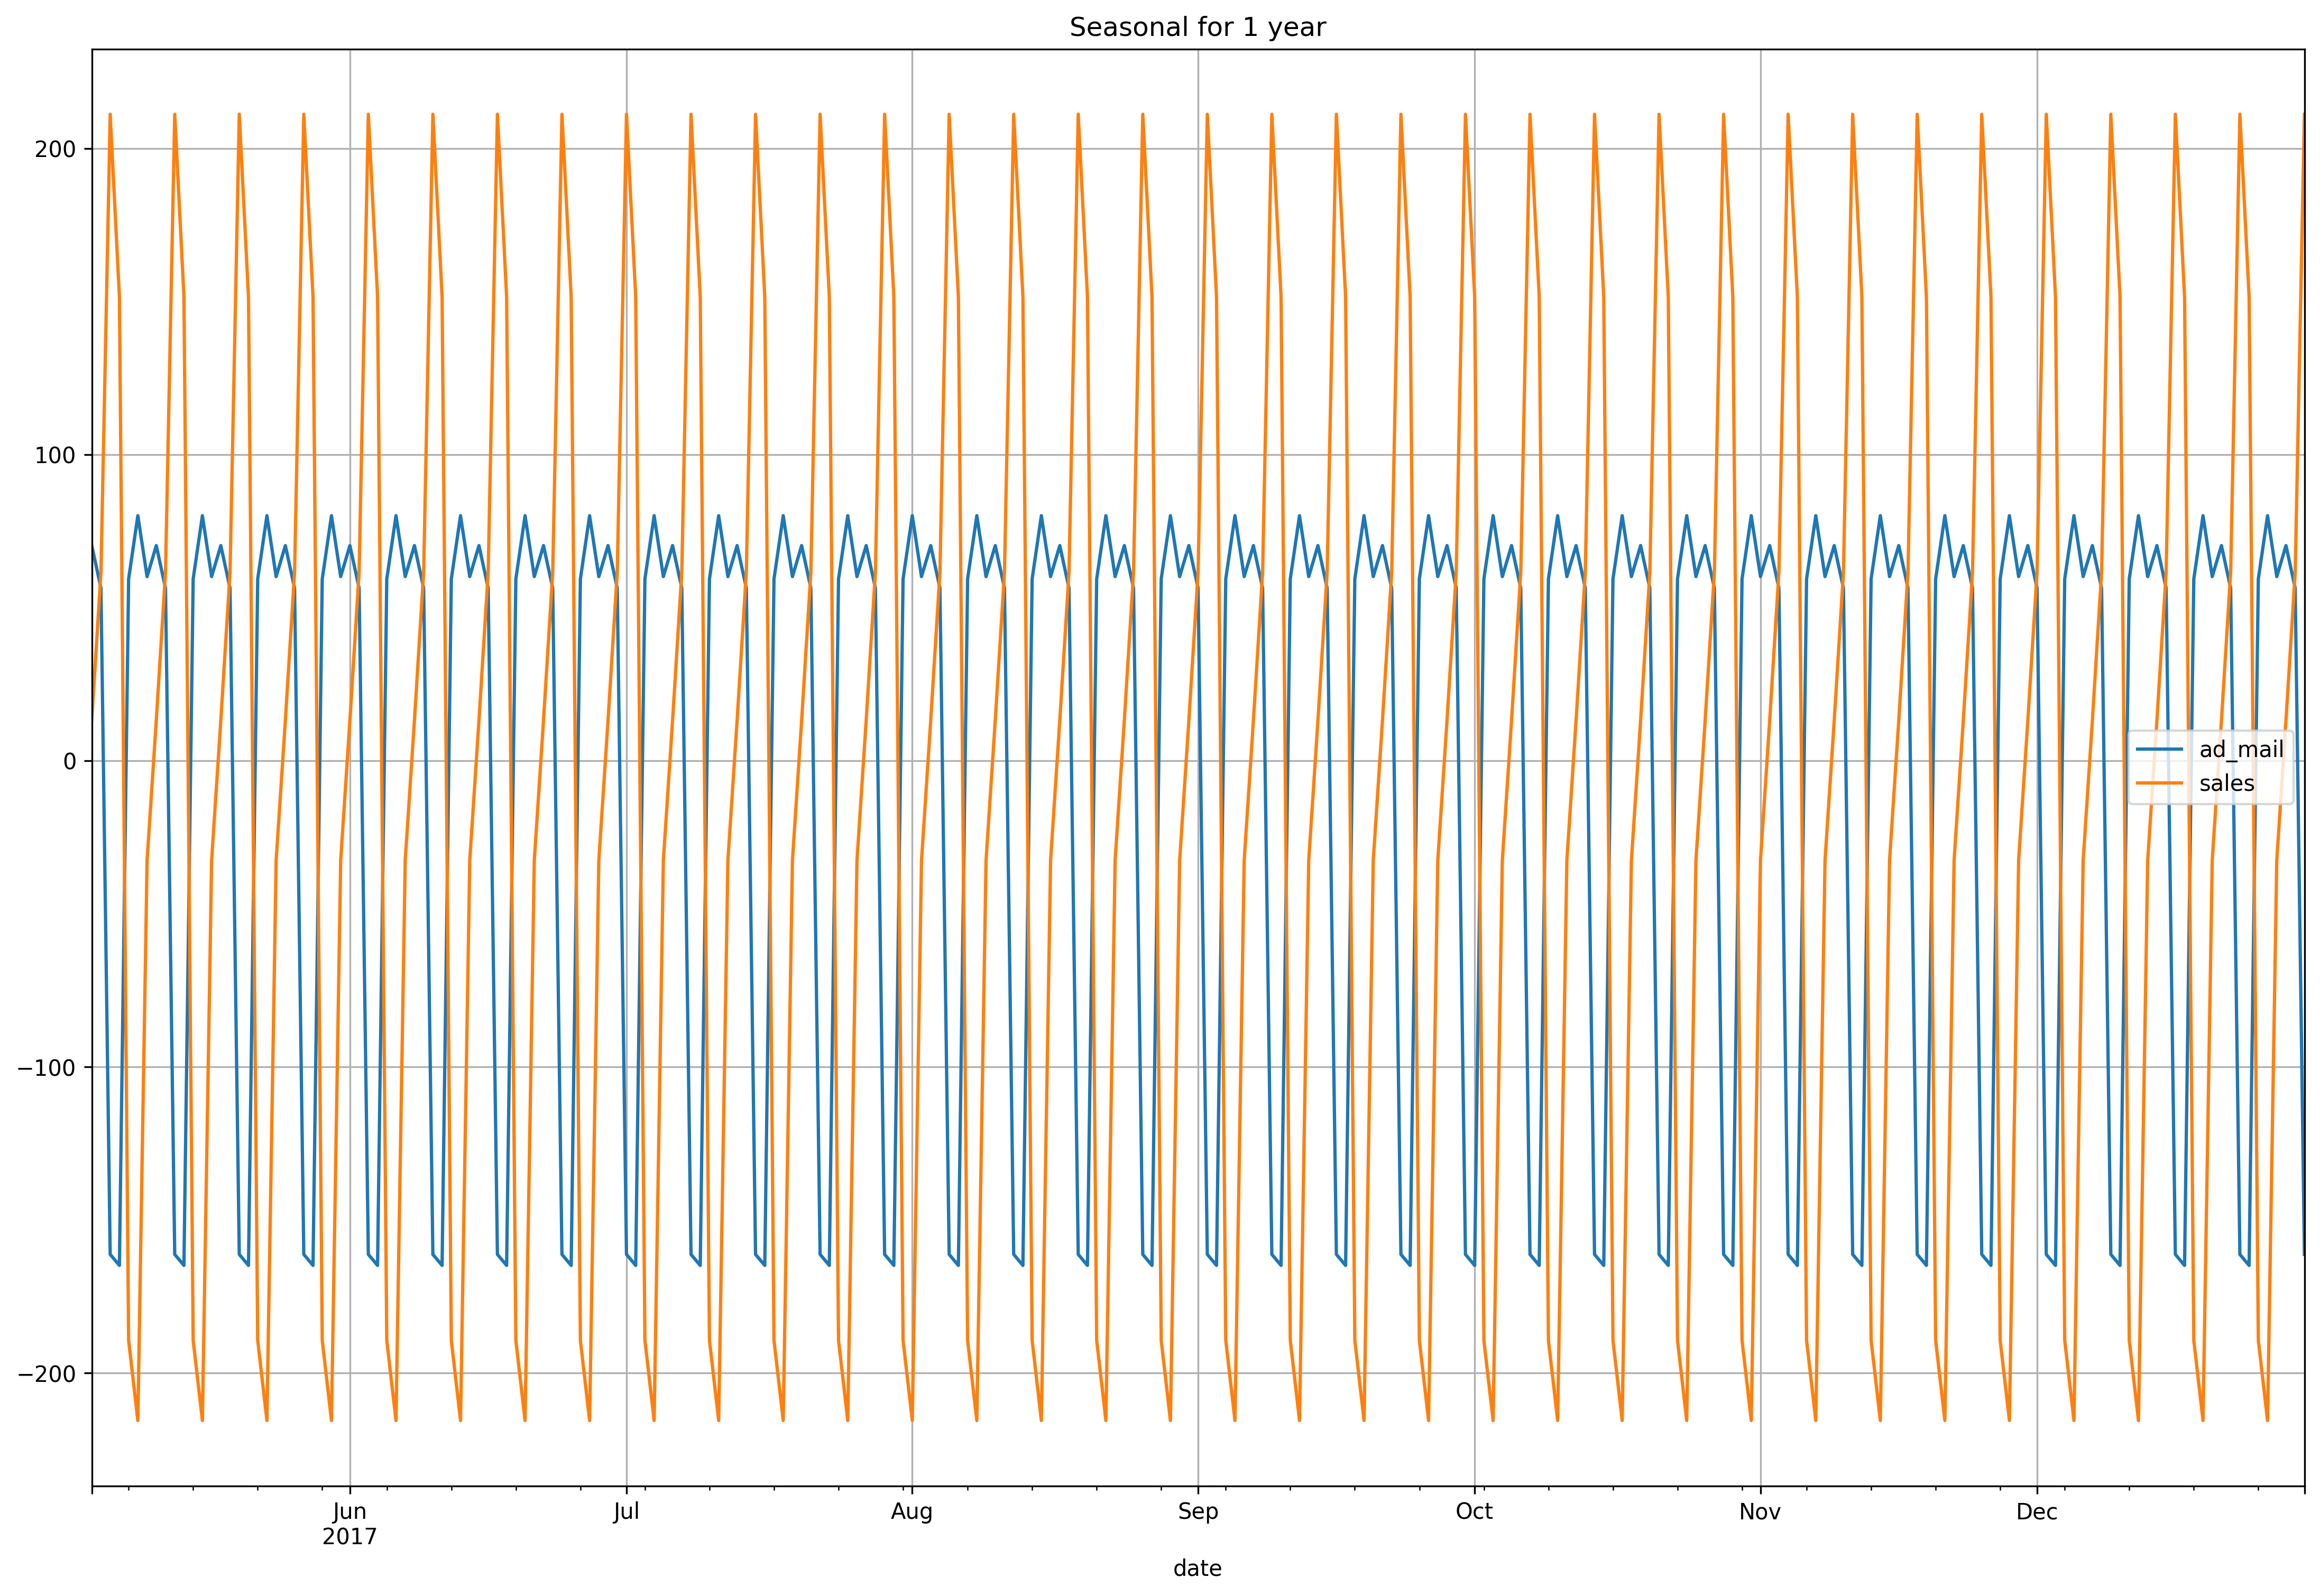 Seasonal for 1 year
200
100
0
−100
−200
ad_mail
sales
Jun Jul Aug Sep Oct Nov Dec
2017
date